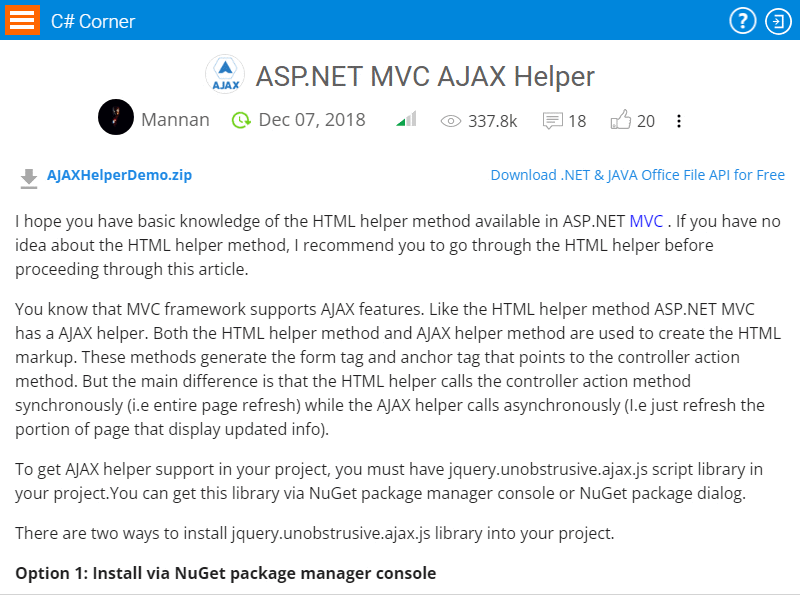 C# Corner
AJAX
ASP.NET MVC AJAX Helper
Mannan Dec 07, 2018 337.8k 18 20
AJAXHelperDemo.zip
Download .NET & JAVA Office File API for Free
I hope you have basic knowledge of the HTML helper method available in ASP.NET MVC . If you have no
idea about the HTML helper method, I recommend you to go through the HTML helper before
proceeding through this article.
You know that MVC framework supports AJAX features. Like the HTML helper method ASP.NET MVC
has a AJAX helper. Both the HTML helper method and AJAX helper method are used to create the HTML
markup. These methods generate the form tag and anchor tag that points to the controller action
method. But the main difference is that the HTML helper calls the controller action method
synchronously (i.e entire page refresh) while the AJAX helper calls asynchronously (I.e just refresh the
portion of page that display updated info).
To get AJAX helper support in your project, you must have jquery.unobstrusive.ajax.js script library in
your project.You can get this library via NuGet package manager console or NuGet package dialog.
There are two ways to install jquery.unobstrusive.ajax.js library into your project.
Option 1: Install via NuGet package manager console